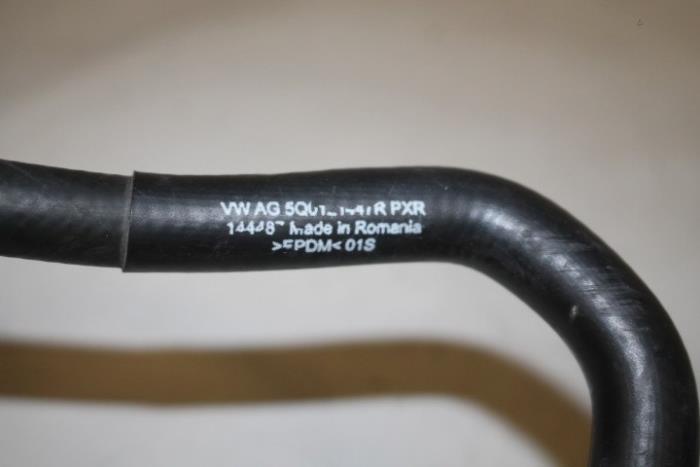 VW AG PXR
Made in Romania
>EPDM< 01S